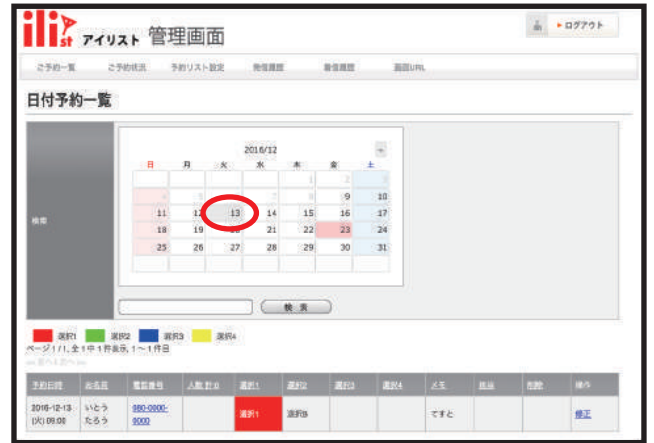 ilist アイリスト 管理画面
ログアウト
ご予約一覧 ご予約状況 予約リスト設定 発信履歴 着信履歴 画面URL
日付予約一覧
検索
2016/12
日 月 火 水 木 金 土
1 2 3
4 5 6 7 8 9 10
11 12 13 14 15 16 17
18 19 20 21 22 23 24
25 26 27 28 29 30 31
検 索
選択1 選択2 選択3 選択4
ページ 1 / 1, 全 1 中 1 件表示, 1 ～ 1 件目
予約日時 お名前 電話番号 人数 計:0 選択1 選択2 選択3 選択4 メモ 担当 削除 操作
2016-12-13 いとう 080-0000-
(火) 09:00 たろう 0000 選択1 選択B てすと 修正